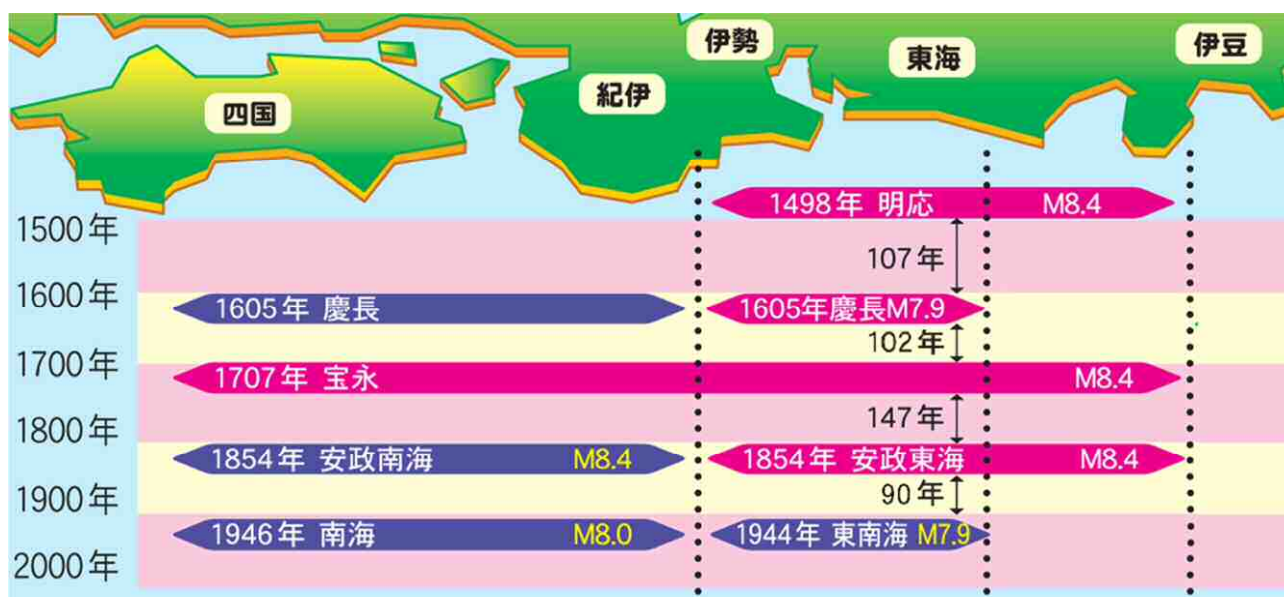 伊勢
東海
伊豆
紀伊
四国
1498年 明応 M8.4
1500年
107年
1600年
1605年 慶長
1605年慶長M7.9
102年
1700年
1707年 宝永 M8.4
147年
1800年
1854年 安政南海 M8.4
1854年 安政東海 M8.4
90年
1900年
1946年 南海 M8.0
1944年 東南海 M7.9
2000年